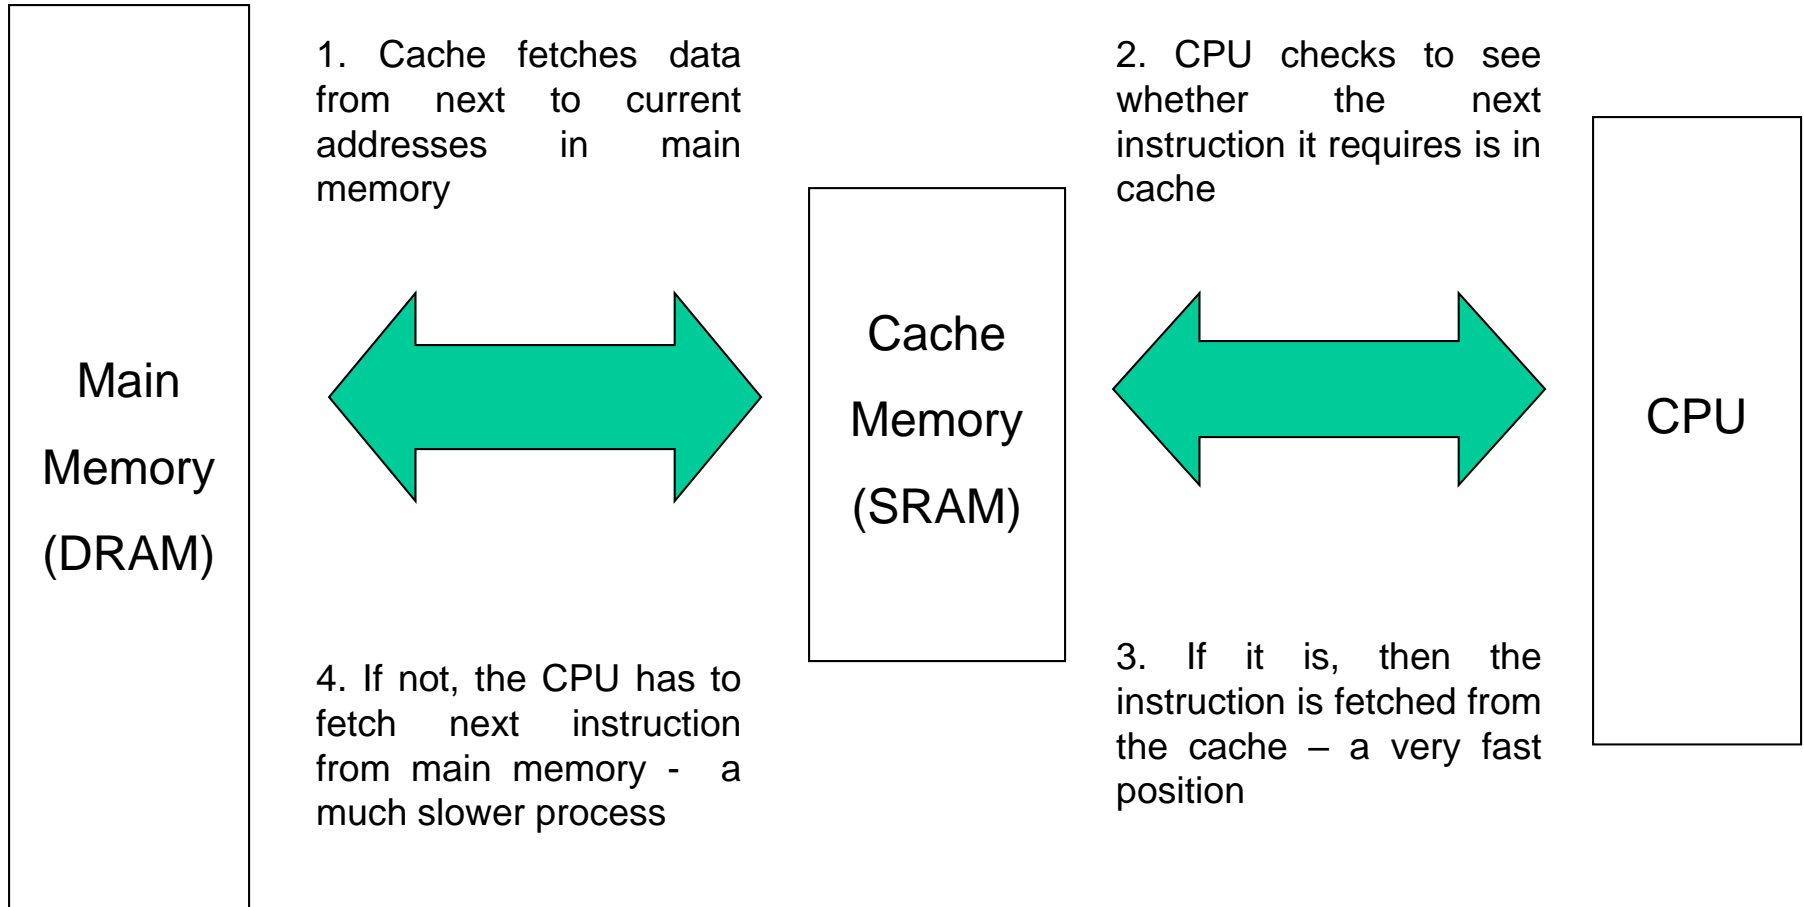 Main
Memory
(DRAM)
1. Cache fetches data
from next to current
addresses in main
memory
Cache
Memory
(SRAM)
2. CPU checks to see
whether the next
instruction it requires is in
cache
CPU
3. If it is, then the
instruction is fetched from
the cache – a very fast
position
4. If not, the CPU has to
fetch next instruction
from main memory - a
much slower process